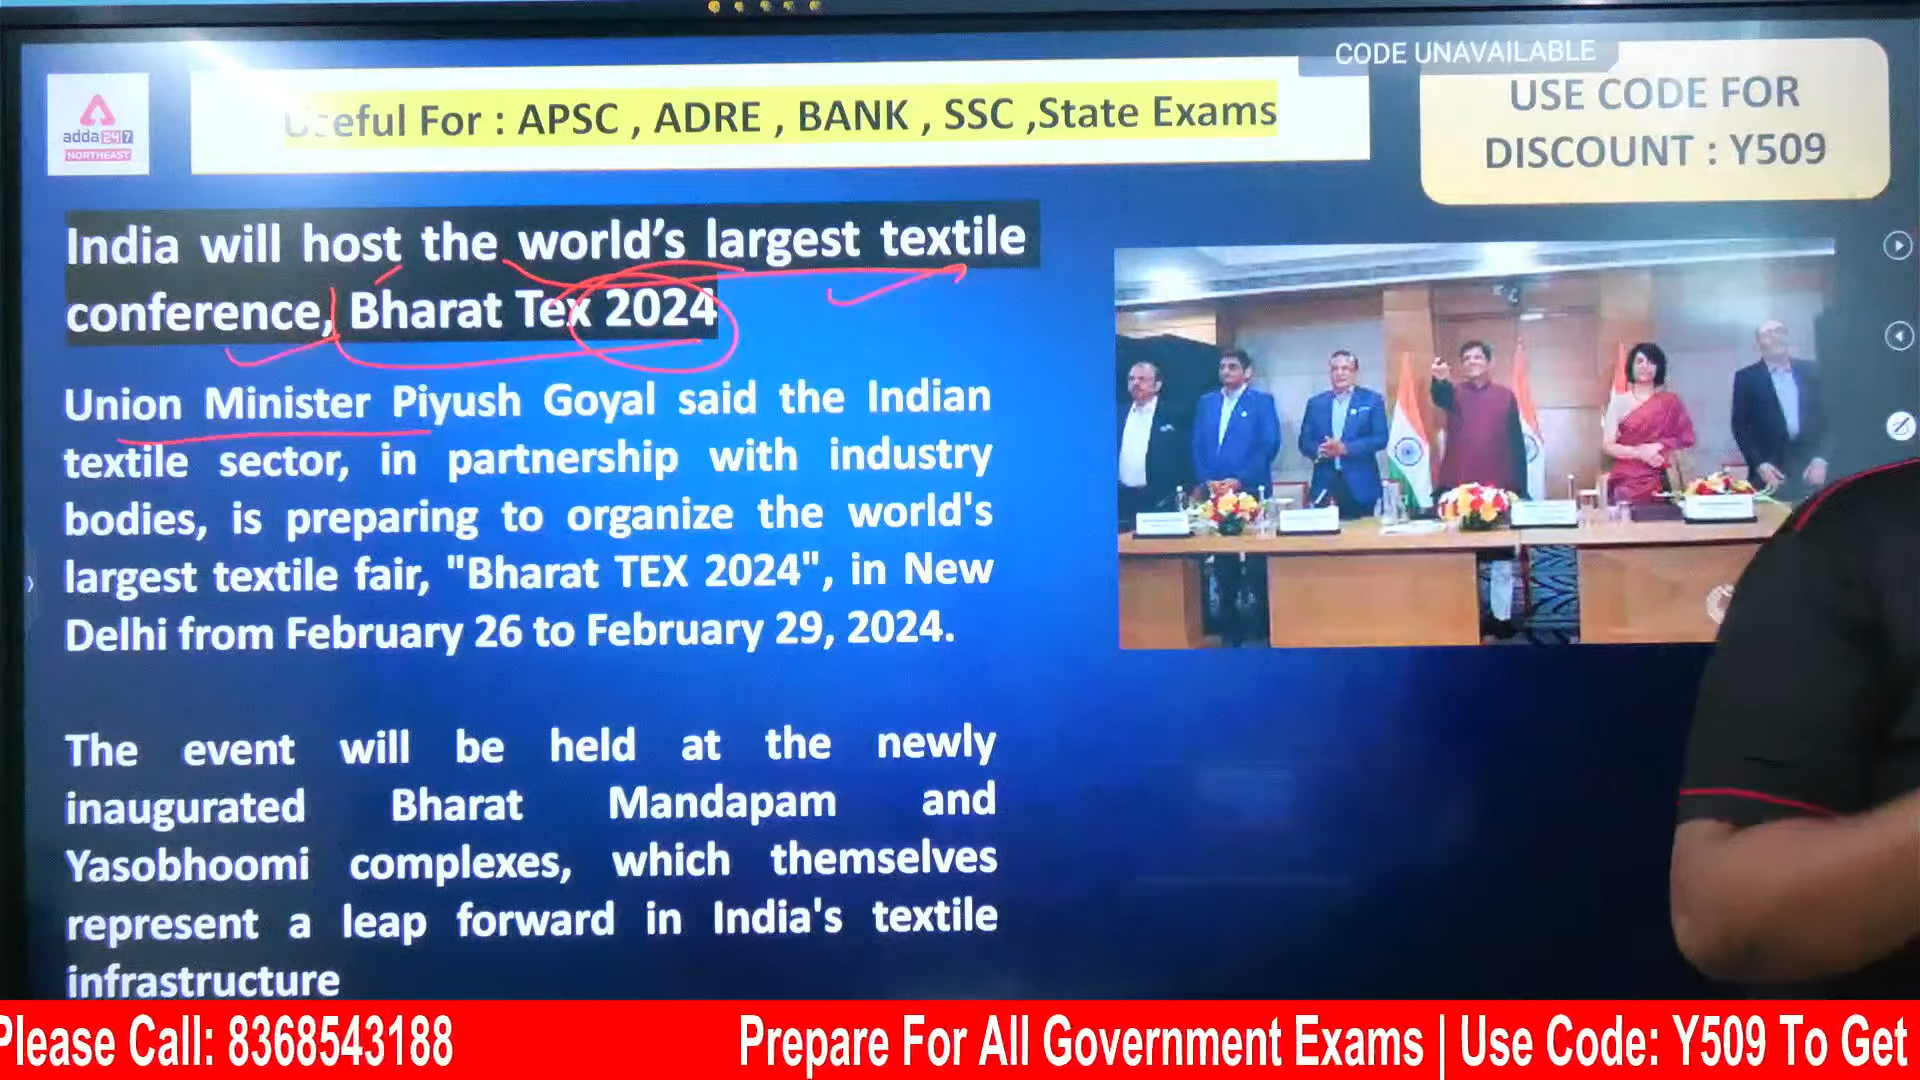 CODE UNAVAILABLE
adda 24 7
NORTHEAST
Useful For : APSC , ADRE , BANK , SSC ,State Exams
USE CODE FOR
DISCOUNT : Y509
India will host the world's largest textile
conference, Bharat Tex 2024
Union Minister Piyush Goyal said the Indian
textile sector, in partnership with industry
bodies, is preparing to organize the world's
largest textile fair, "Bharat TEX 2024", in New
Delhi from February 26 to February 29, 2024.
The event will be held at the newly
inaugurated Bharat Mandapam and
Yasobhoomi complexes, which themselves
represent a leap forward in India's textile
infrastructure
Please Call: 8368543188
Prepare For All Government Exams | Use Code: Y509 To Get